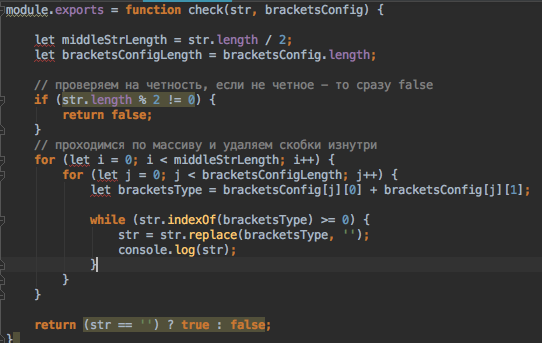 module.exports = function check(str, bracketsConfig) {
let middleStrLength = str.length / 2;
let bracketsConfigLength = bracketsConfig.length;
// проверяем на четность, если не четное - то сразу false
if (str.length % 2 != 0) {
return false;
}
// проходимся по массиву и удаляем скобки изнутри
for (let i = 0; i < middleStrLength; i++) {
for (let j = 0; j < bracketsConfigLength; j++) {
let bracketsType = bracketsConfig[j][0] + bracketsConfig[j][1];
while (str.indexOf(bracketsType) >= 0) {
str = str.replace(bracketsType, '');
console.log(str);
}
}
}
return (str == '') ? true : false;
}